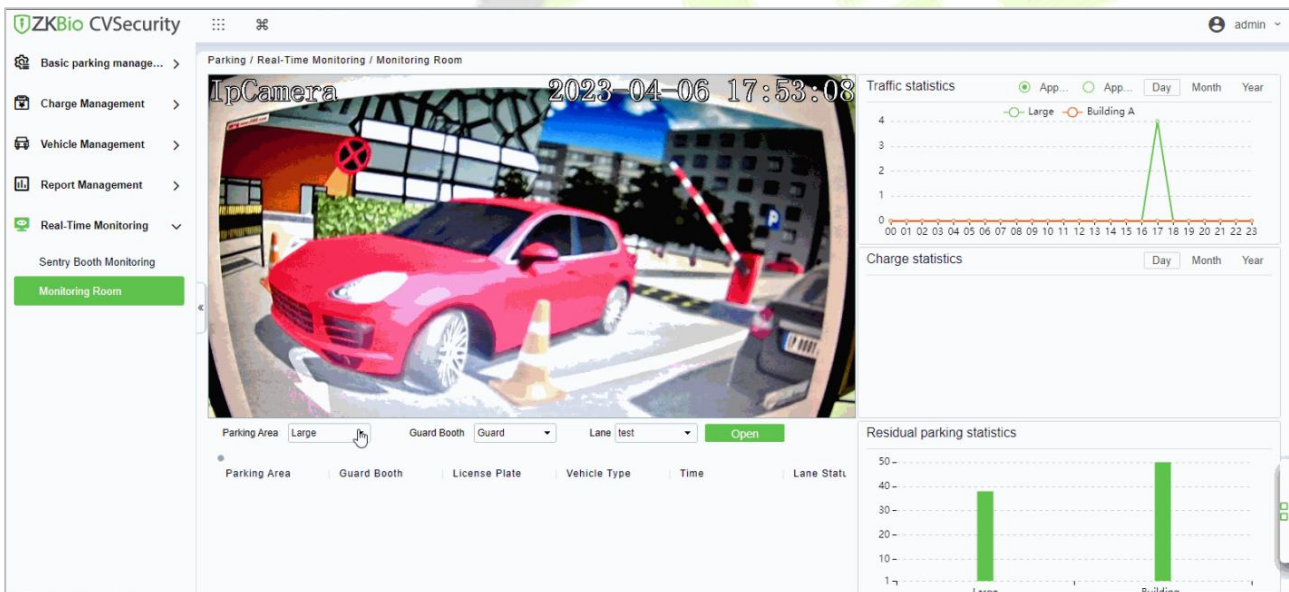 ZKBio CVSecurity
admin
Basic parking manage...
Charge Management
Vehicle Management
Report Management
Real-Time Monitoring
Sentry Booth Monitoring
Monitoring Room
Parking / Real-Time Monitoring / Monitoring Room
IpCamera 2023-04-06 17:53:08
P
Parking Area Large Guard Booth Guard Lane test Open
Parking Area Guard Booth License Plate Vehicle Type Time Lane Statu
Traffic statistics App... App... Day Month Year
Large Building A
4
3
2
1
0
00 01 02 03 04 05 06 07 08 09 10 11 12 13 14 15 16 17 18 19 20 21 22 23
Charge statistics Day Month Year
Residual parking statistics
50
40
30
20
10
1
Large Building